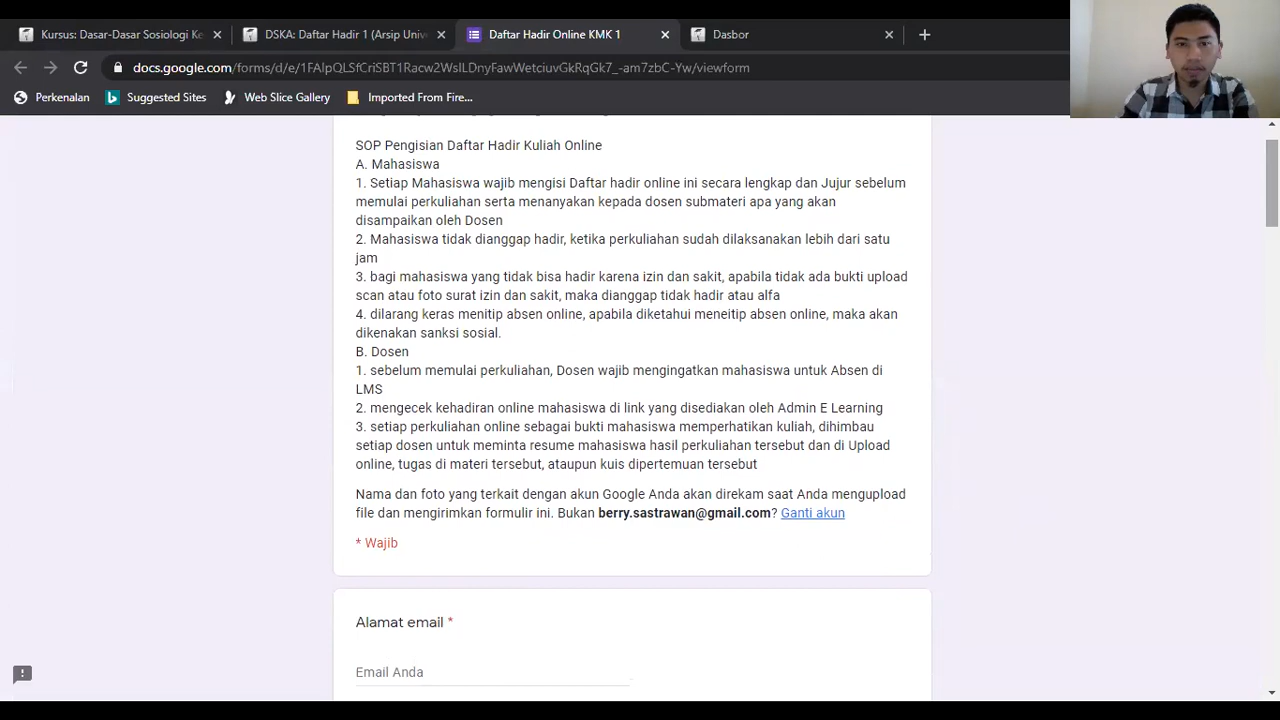 Kursus: Dasar-Dasar Sosiologi Ke
DSKA: Daftar Hadir 1 (Arsip Univ
Daftar Hadir Online KMK 1
Dasbor
docs.google.com/forms/d/e/1FAIpQLSfCriSBT1Racw2WslLDnyFawWetciuvGkRqGk7_-am7zbC-Yw/viewform
Perkenalan
Suggested Sites
Web Slice Gallery
Imported From Fire...
SOP Pengisian Daftar Hadir Kuliah Online
A. Mahasiswa
1. Setiap Mahasiswa wajib mengisi Daftar hadir online ini secara lengkap dan Jujur sebelum
memulai perkuliahan serta menanyakan kepada dosen submateri apa yang akan
disampaikan oleh Dosen
2. Mahasiswa tidak dianggap hadir, ketika perkuliahan sudah dilaksanakan lebih dari satu
jam
3. bagi mahasiswa yang tidak bisa hadir karena izin dan sakit, apabila tidak ada bukti upload
scan atau foto surat izin dan sakit, maka dianggap tidak hadir atau alfa
4. dilarang keras menitip absen online, apabila diketahui meneitip absen online, maka akan
dikenakan sanksi sosial.
B. Dosen
1. sebelum memulai perkuliahan, Dosen wajib mengingatkan mahasiswa untuk Absen di
LMS
2. mengecek kehadiran online mahasiswa di link yang disediakan oleh Admin E Learning
3. setiap perkuliahan online sebagai bukti mahasiswa memperhatikan kuliah, dihimbau
setiap dosen untuk meminta resume mahasiswa hasil perkuliahan tersebut dan di Upload
online, tugas di materi tersebut, ataupun kuis dipertemuan tersebut
Nama dan foto yang terkait dengan akun Google Anda akan direkam saat Anda mengupload
file dan mengirimkan formulir ini. Bukan berry.sastrawan@gmail.com? Ganti akun
* Wajib
Alamat email *
Email Anda